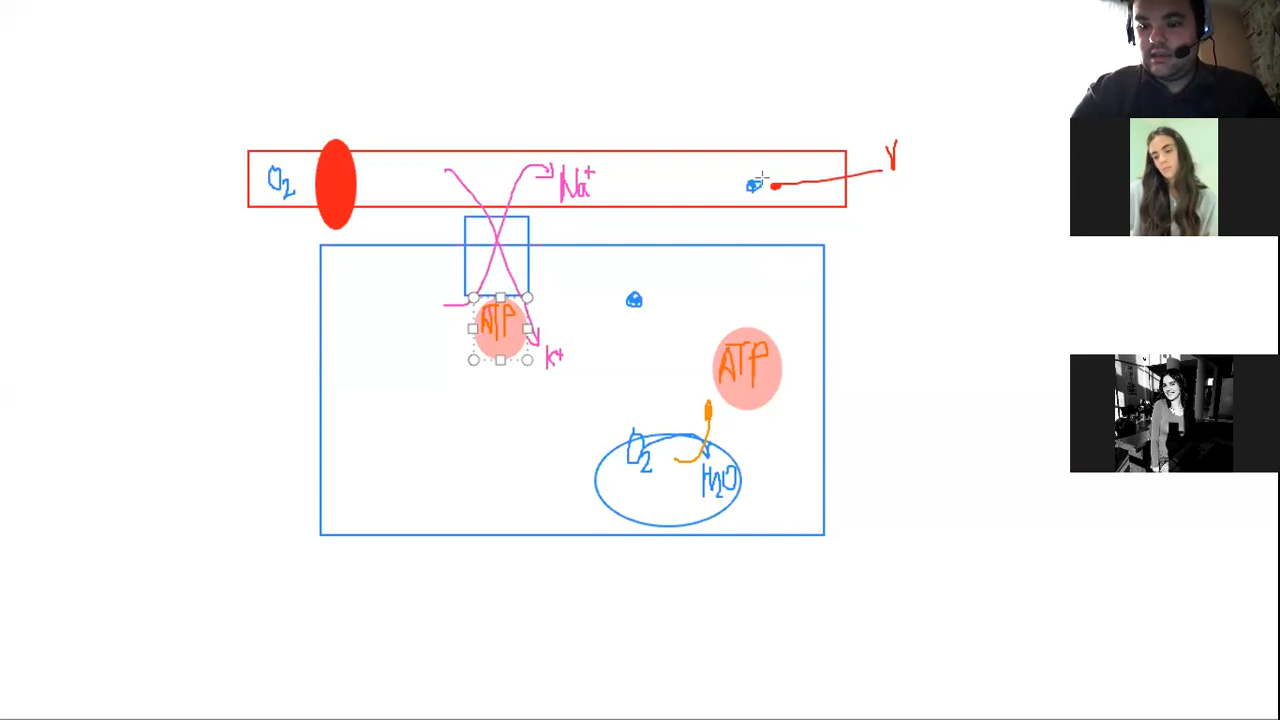 O2
Na+
γ
ATP
K+
ATP
O2
H2O